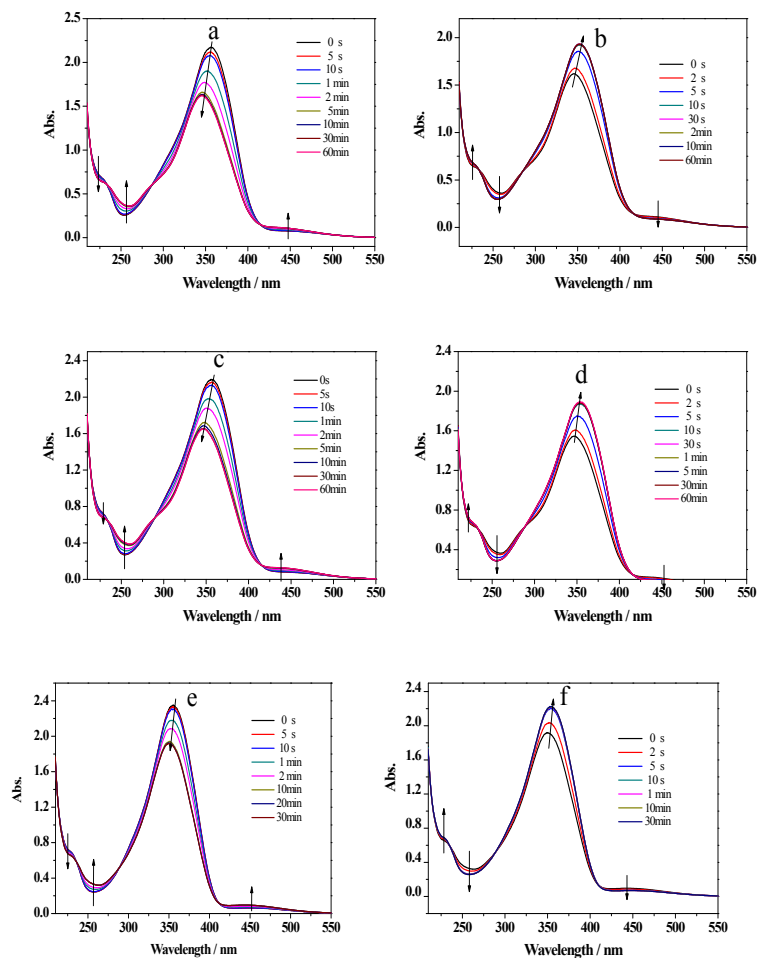 a
2.5
2.0
1.5
1.0
0.5
0.0
Abs.
250 300 350 400 450 500 550
Wavelength / nm
0 s
5 s
10 s
1 min
2 min
5min
10min
30min
60min
b
2.0
1.5
1.0
0.5
0.0
Abs.
250 300 350 400 450 500 550
Wavelength / nm
0 s
2 s
5 s
10 s
30 s
2min
10min
60min
c
2.4
2.0
1.6
1.2
0.8
0.4
0.0
Abs.
250 300 350 400 450 500 550
Wavelength / nm
0s
5s
10s
1min
2min
5min
10min
30min
60min
d
2.4
2.0
1.6
1.2
0.8
0.4
Abs.
250 300 350 400 450 500 550
Wavelength / nm
0 s
2 s
5 s
10 s
30 s
1 min
5 min
30min
60min
e
2.4
2.0
1.6
1.2
0.8
0.4
0.0
Abs.
250 300 350 400 450 500 550
Wavelength / nm
0 s
5 s
10 s
1 min
2 min
10min
20min
30min
f
2.4
2.0
1.6
1.2
0.8
0.4
0.0
Abs.
250 300 350 400 450 500 550
Wavelength / nm
0 s
2 s
5 s
10 s
1 min
10min
30min